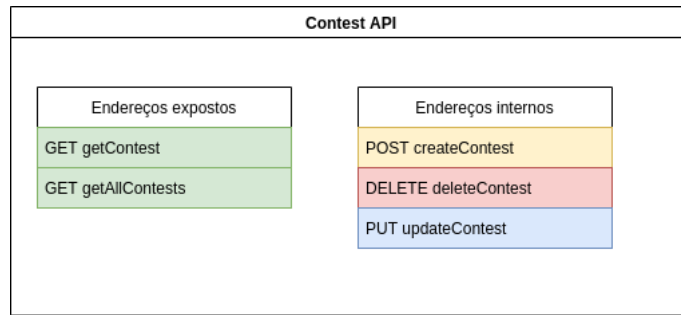 Contest API
Endereços expostos
GET getContest
GET getAllContests
Endereços internos
POST createContest
DELETE deleteContest
PUT updateContest